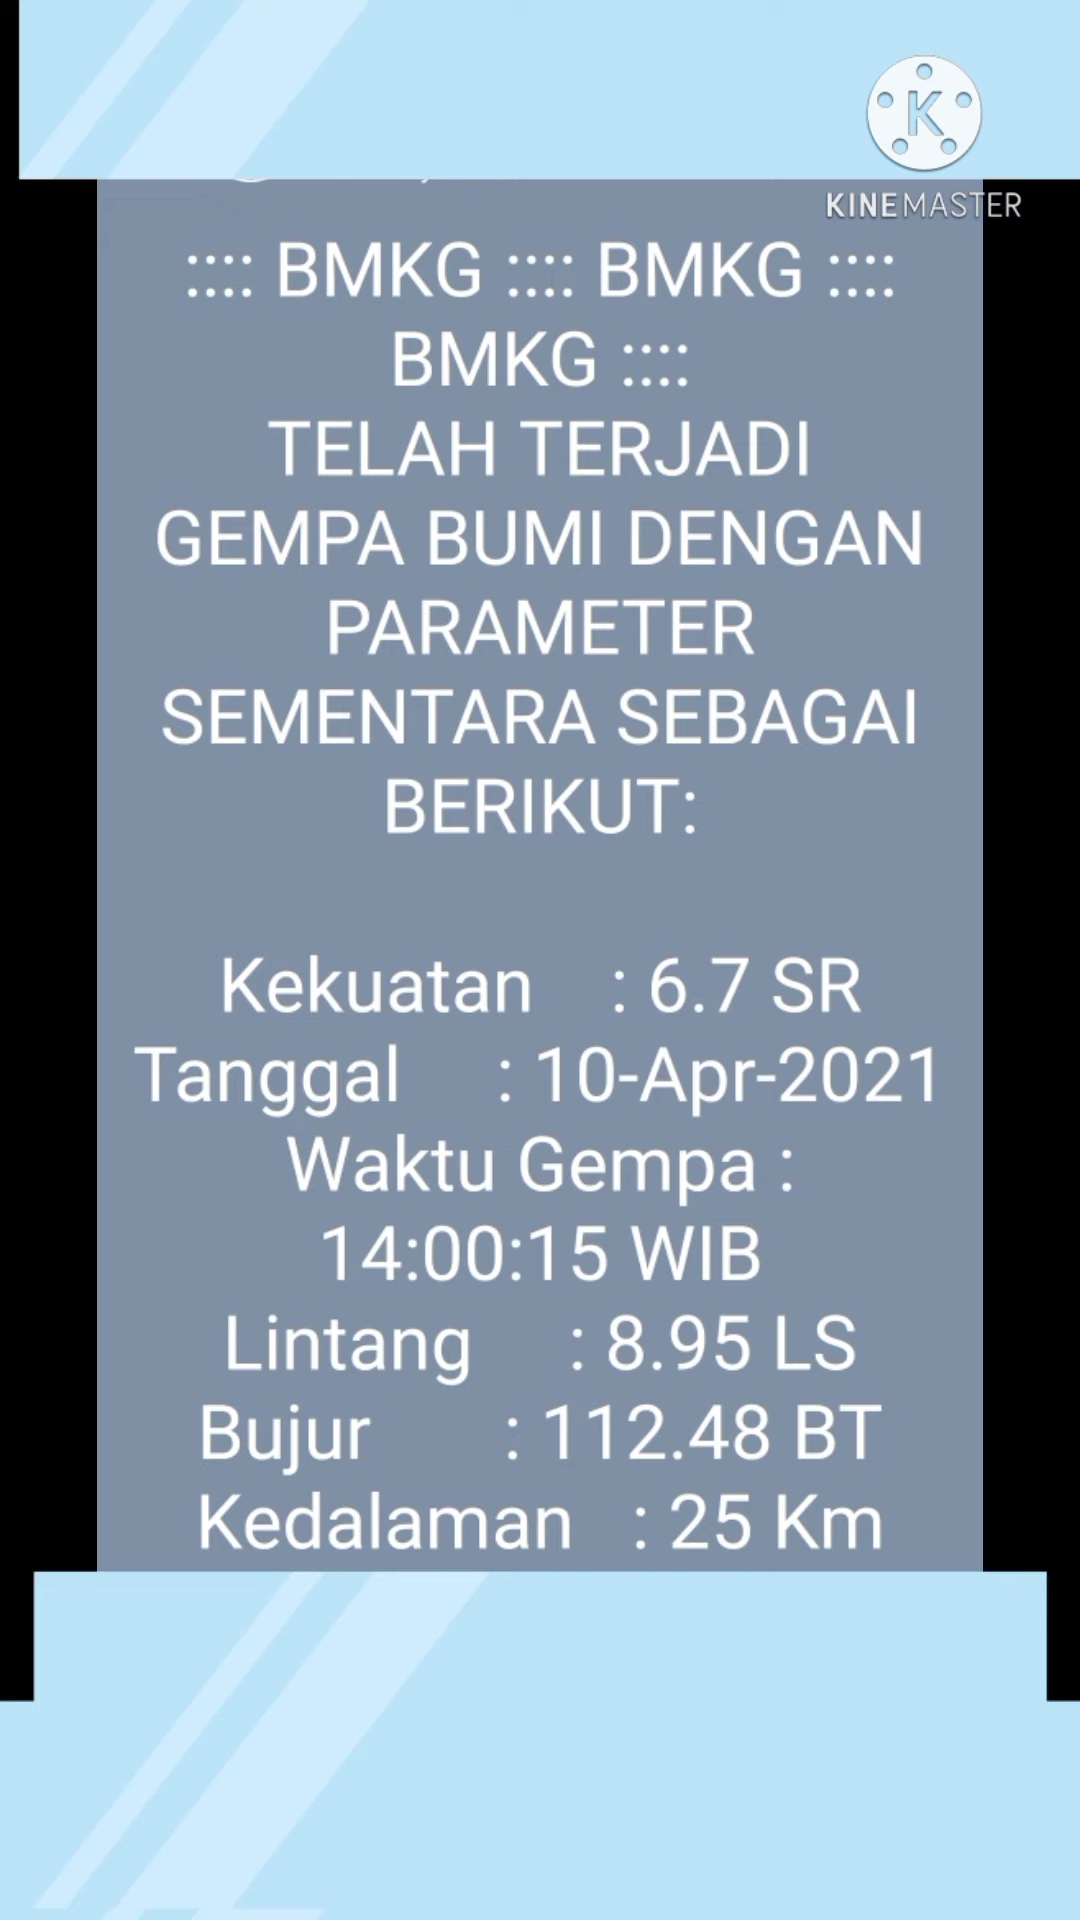 K
KINEMASTER
:::: BMKG :::: BMKG ::::
BMKG ::::
TELAH TERJADI
GEMPA BUMI DENGAN
PARAMETER
SEMENTARA SEBAGAI
BERIKUT:
Kekuatan : 6.7 SR
Tanggal : 10-Apr-2021
Waktu Gempa :
14:00:15 WIB
Lintang : 8.95 LS
Bujur : 112.48 BT
Kedalaman : 25 Km